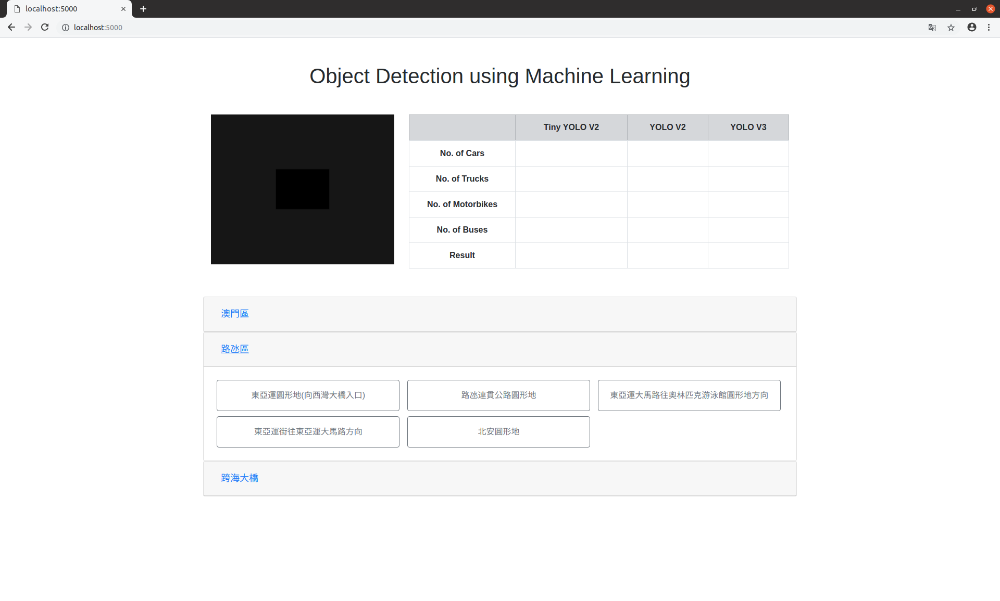 localhost:5000
localhost:5000
Object Detection using Machine Learning
Tiny YOLO V2 YOLO V2 YOLO V3
No. of Cars
No. of Trucks
No. of Motorbikes
No. of Buses
Result
澳門區
路氹區
東亞運圓形地(向西灣大橋入口) 路氹連貫公路圓形地 東亞運大馬路往奧林匹克游泳館圓形地方向
東亞運街往東亞運大馬路方向 北安圓形地
跨海大橋